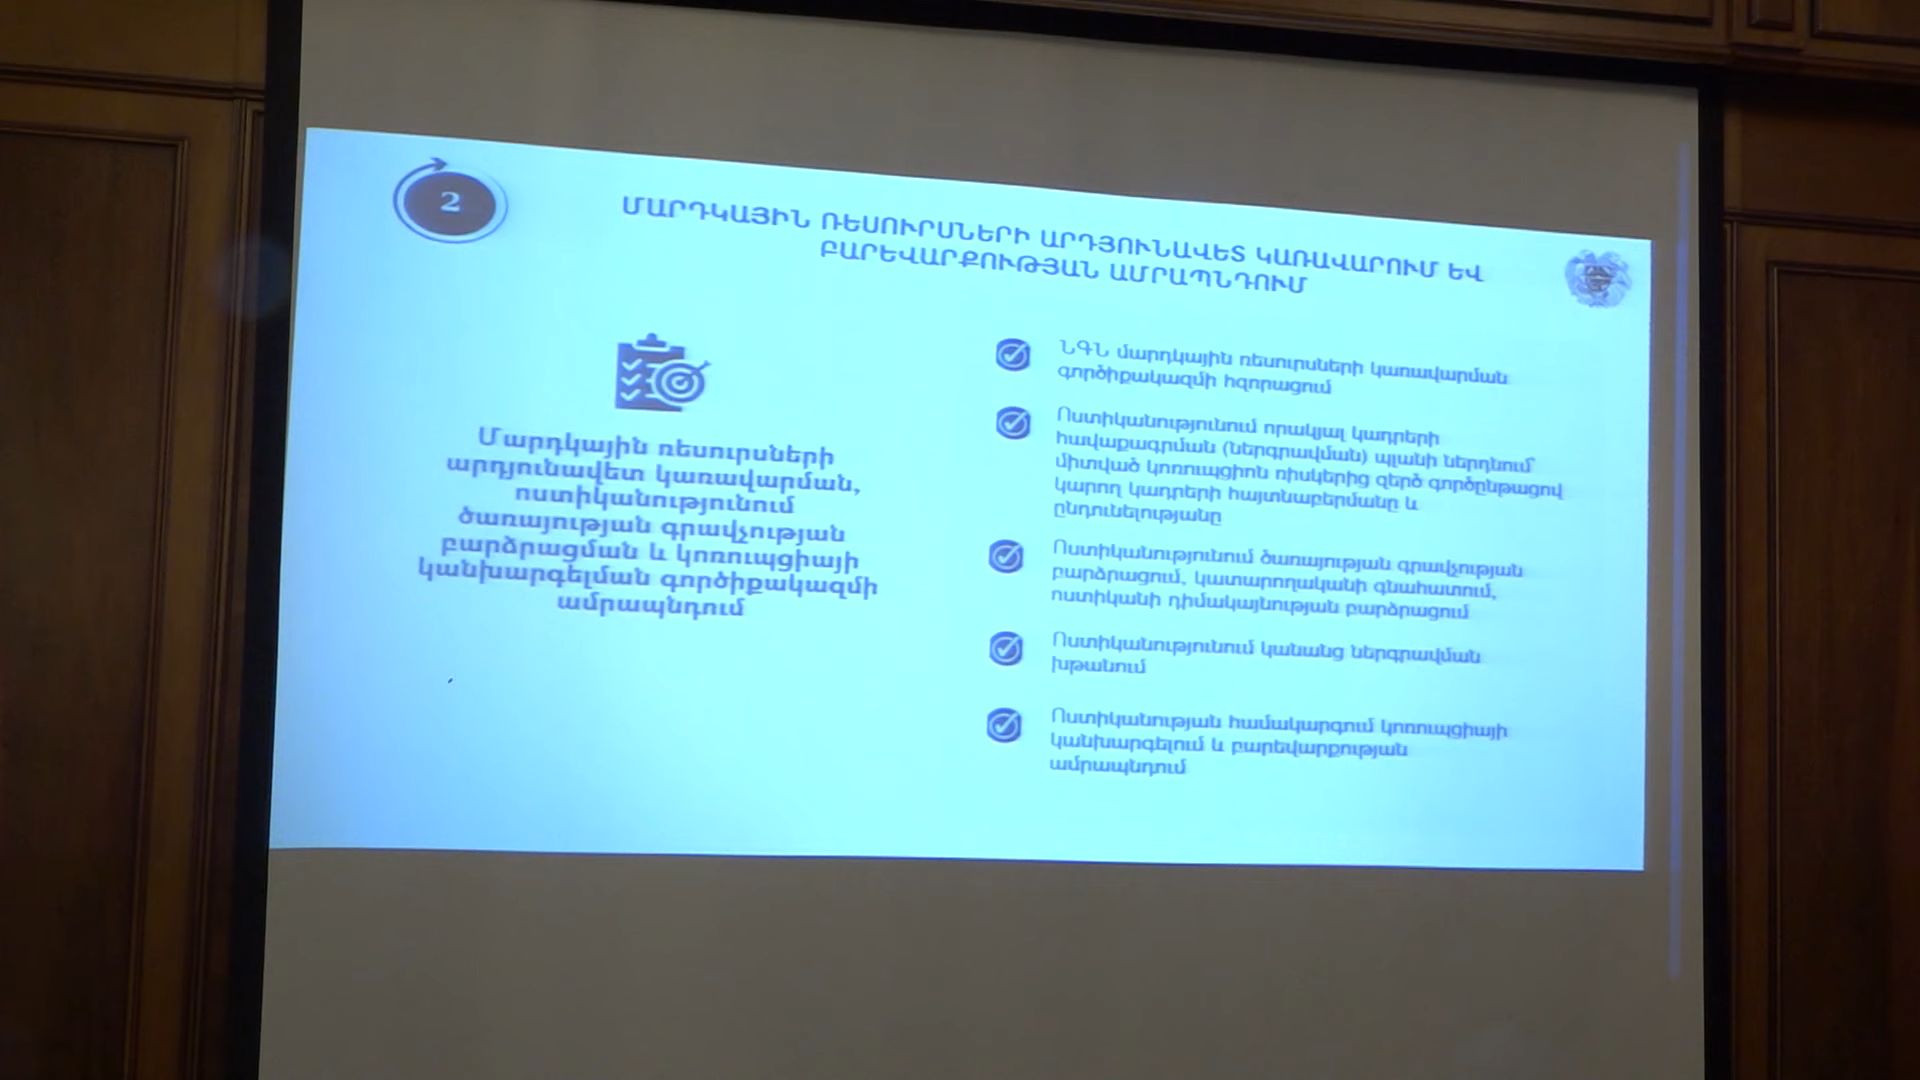 2
ՄԱՐԴԿԱՅԻՆ ՌԵՍՈՒՐՍՆԵՐԻ ԱՐԴՅՈՒՆԱՎԵՏ ԿԱՌԱՎԱՐՈՒՄ ԵՎ
ԲԱՐԵՎԱՐՔՈՒԹՅԱՆ ԱՄՐԱՊՆԴՈՒՄ
Մարդկային ռեսուրսների
արդյունավետ կառավարման,
ոստիկանությունում
ծառայության գրավչության
բարձրացման և կոռուպցիայի
կանխարգելման գործիքակազմի
ամրապնդում
ՆԳՆ մարդկային ռեսուրսների կառավարման
գործիքակազմի հզորացում
Ոստիկանությունում որակյալ կադրերի
հավաքագրման (ներգրավման) պլանի ներդնում՝
միտված կոռուպցիոն ռիսկերից զերծ գործընթացով
կարող կադրերի հայտնաբերմանը և
ընդունելությանը
Ոստիկանությունում ծառայության գրավչության
բարձրացում, կատարողականի գնահատում,
ոստիկանի դիմակայնության բարձրացում
Ոստիկանությունում կանանց ներգրավման
խթանում
Ոստիկանության համակարգում կոռուպցիայի
կանխարգելում և բարեվարքության
ամրապնդում